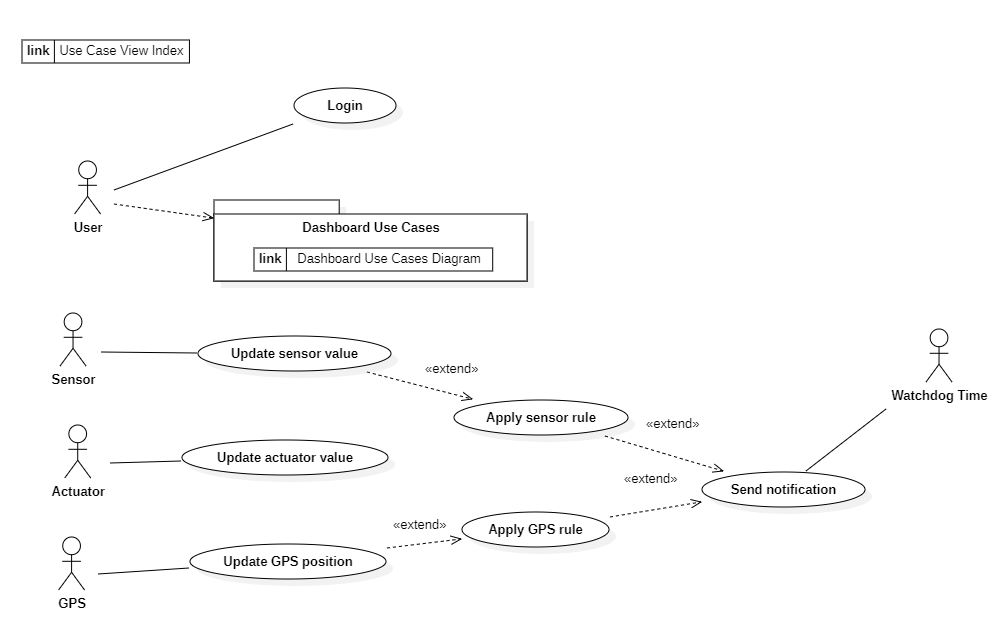 link Use Case View Index
Login
User
Dashboard Use Cases
link Dashboard Use Cases Diagram
Sensor
Update sensor value
«extend»
Watchdog Time
Apply sensor rule
«extend»
Actuator
Update actuator value
«extend»
Send notification
«extend»
Apply GPS rule
GPS
Update GPS position